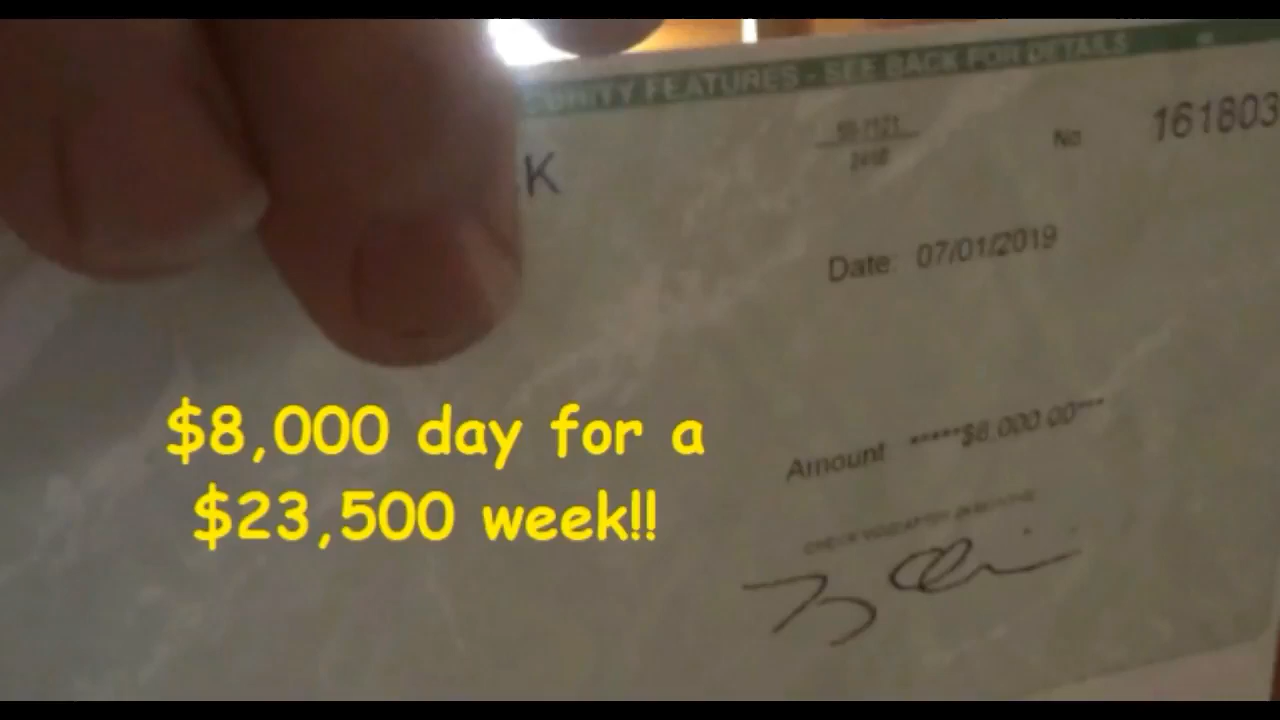 SECURITY FEATURES - SEE BACK FOR DETAILS
No 161803
K
Date: 07/01/2019
$8,000 day for a
$23,500 week!!
Amount *****$8,000.00***